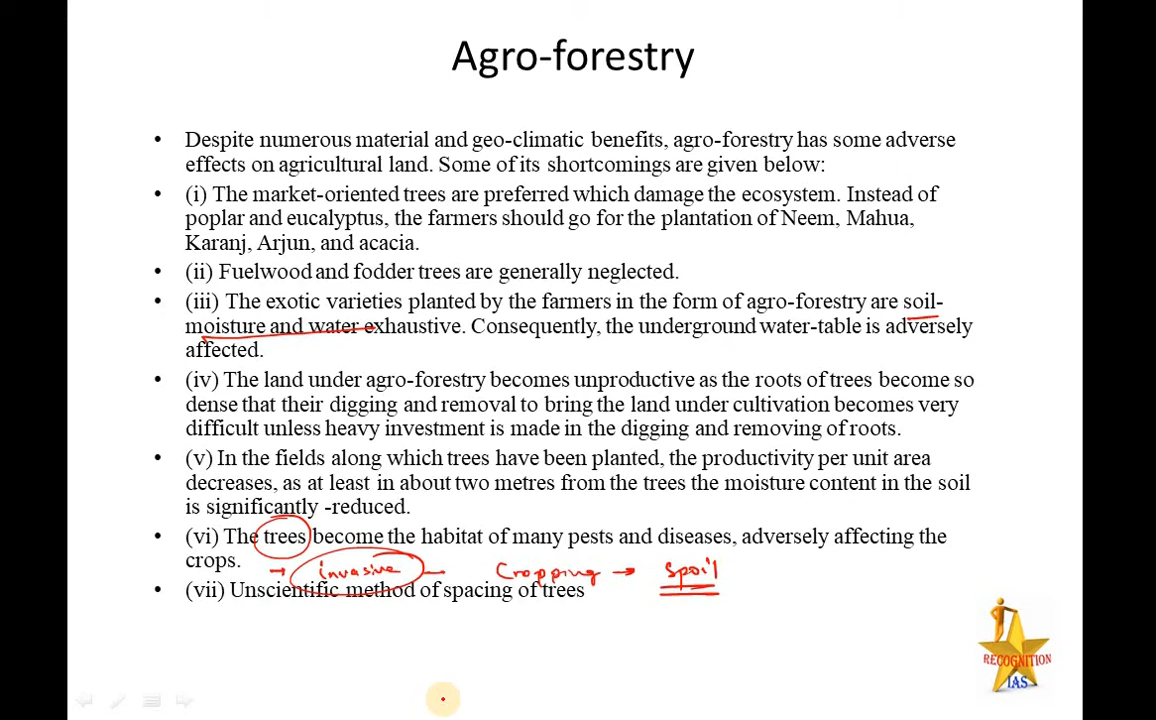 Agro-forestry
• Despite numerous material and geo-climatic benefits, agro-forestry has some adverse
effects on agricultural land. Some of its shortcomings are given below:
• (i) The market-oriented trees are preferred which damage the ecosystem. Instead of
poplar and eucalyptus, the farmers should go for the plantation of Neem, Mahua,
Karanj, Arjun, and acacia.
• (ii) Fuelwood and fodder trees are generally neglected.
• (iii) The exotic varieties planted by the farmers in the form of agro-forestry are soil-
moisture and water exhaustive. Consequently, the underground water-table is adversely
affected.
• (iv) The land under agro-forestry becomes unproductive as the roots of trees become so
dense that their digging and removal to bring the land under cultivation becomes very
difficult unless heavy investment is made in the digging and removing of roots.
• (v) In the fields along which trees have been planted, the productivity per unit area
decreases, as at least in about two metres from the trees the moisture content in the soil
is significantly -reduced.
• (vi) The trees become the habitat of many pests and diseases, adversely affecting the
crops.
→ invasive — Cropping → Spoil
• (vii) Unscientific method of spacing of trees
RECOGNITION
IAS